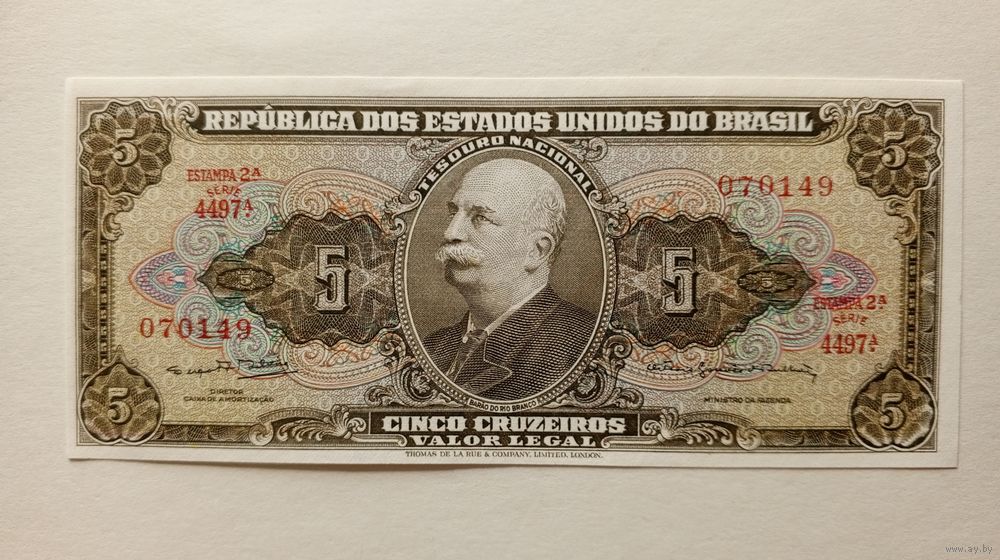 5
REPÚBLICA DOS ESTADOS UNIDOS DO BRASIL
5
TESOURO NACIONAL
ESTAMPA 2ª
SÉRIE
4497ª
070149
5
5
5
5
070149
ESTAMPA 2ª
SÉRIE
4497ª
DIRETOR
CAIXA DE AMORTIZAÇÃO
MINISTRO DA FAZENDA
BARÃO DO RIO BRANCO
5
CINCO CRUZEIROS
5
VALOR LEGAL
THOMAS DE LA RUE & COMPANY, LIMITED, LONDON.
www.ay.by